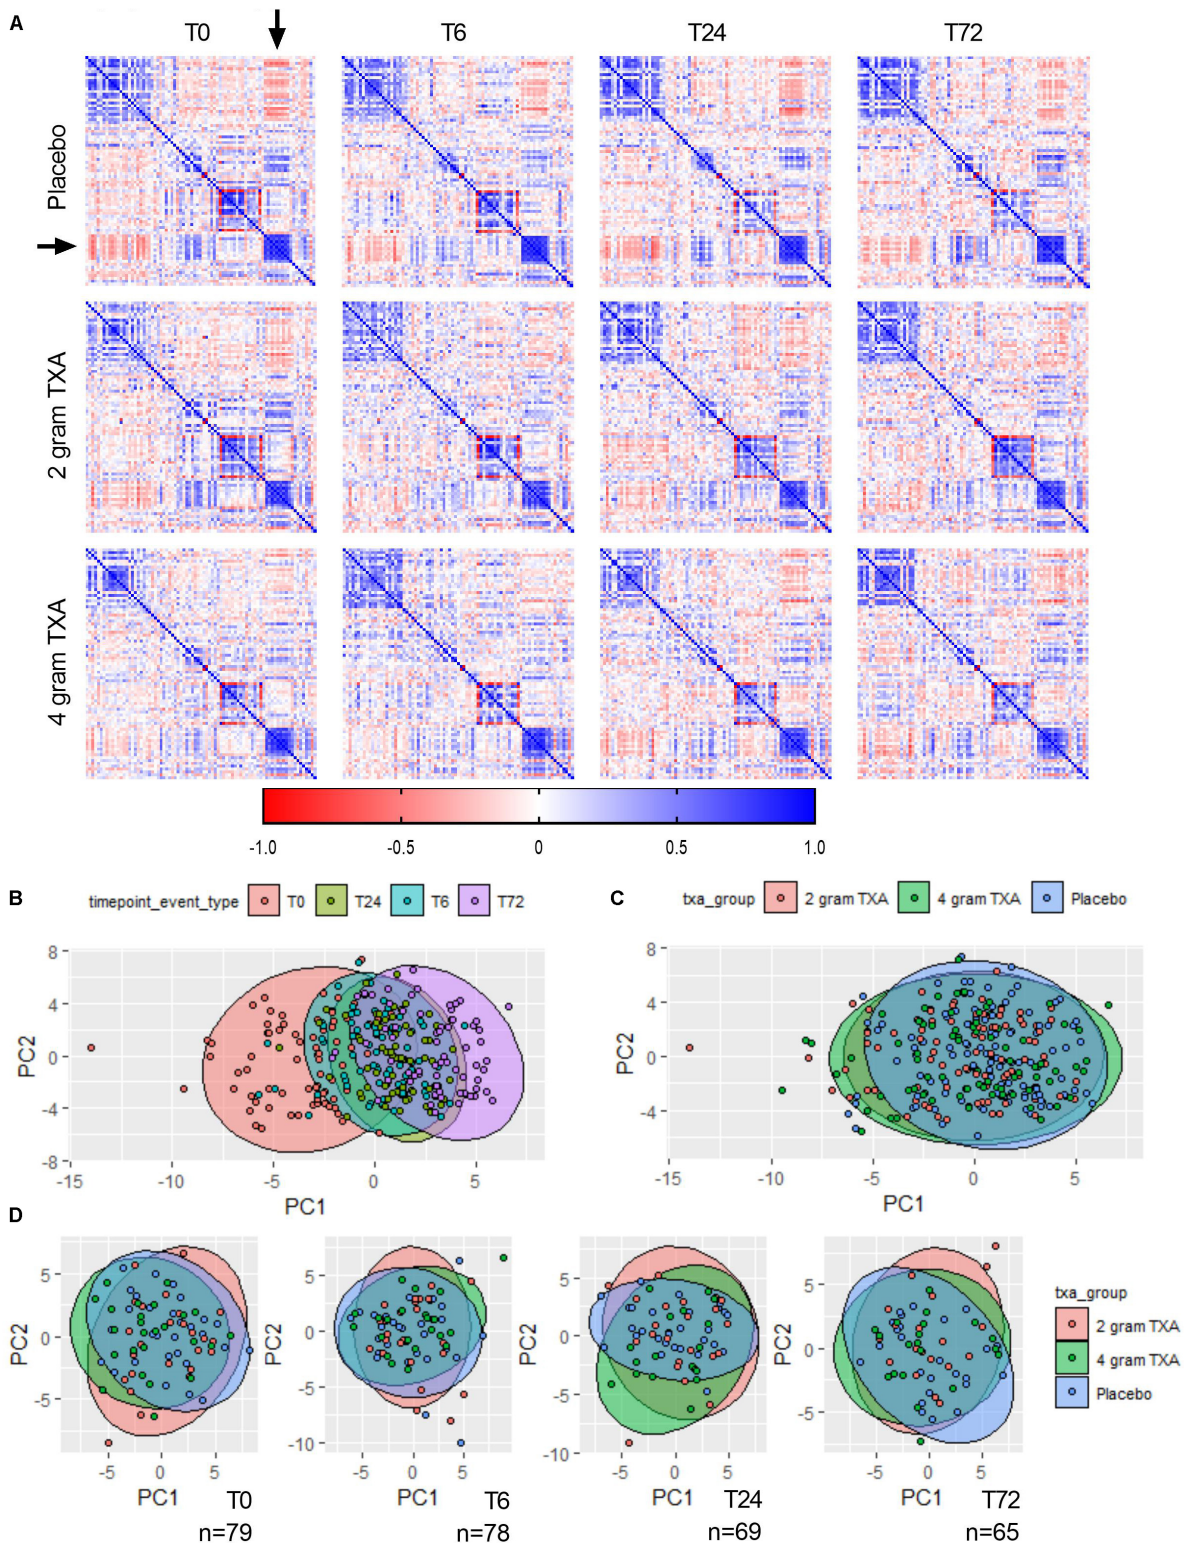 A
T0 T6 T24 T72
Placebo
2 gram TXA
4 gram TXA
-1.0 -0.5 0 0.5 1.0
B
timepoint_event_type T0 T24 T6 T72
8
4
0
-4
-8
PC2
-15 -10 -5 0 5
PC1
C
txa_group 2 gram TXA 4 gram TXA Placebo
8
4
0
-4
PC2
-15 -10 -5 0 5
PC1
D
5
0
-5
PC2
-5 0 5
PC1 T0
n=79
5
0
-5
-10
PC2
-5 0 5
PC1 T6
n=78
5
0
-5
-10
PC2
-5 0 5
PC1 T24
n=69
5
0
-5
PC2
-5 0 5
PC1 T72
n=65
txa_group
2 gram TXA
4 gram TXA
Placebo